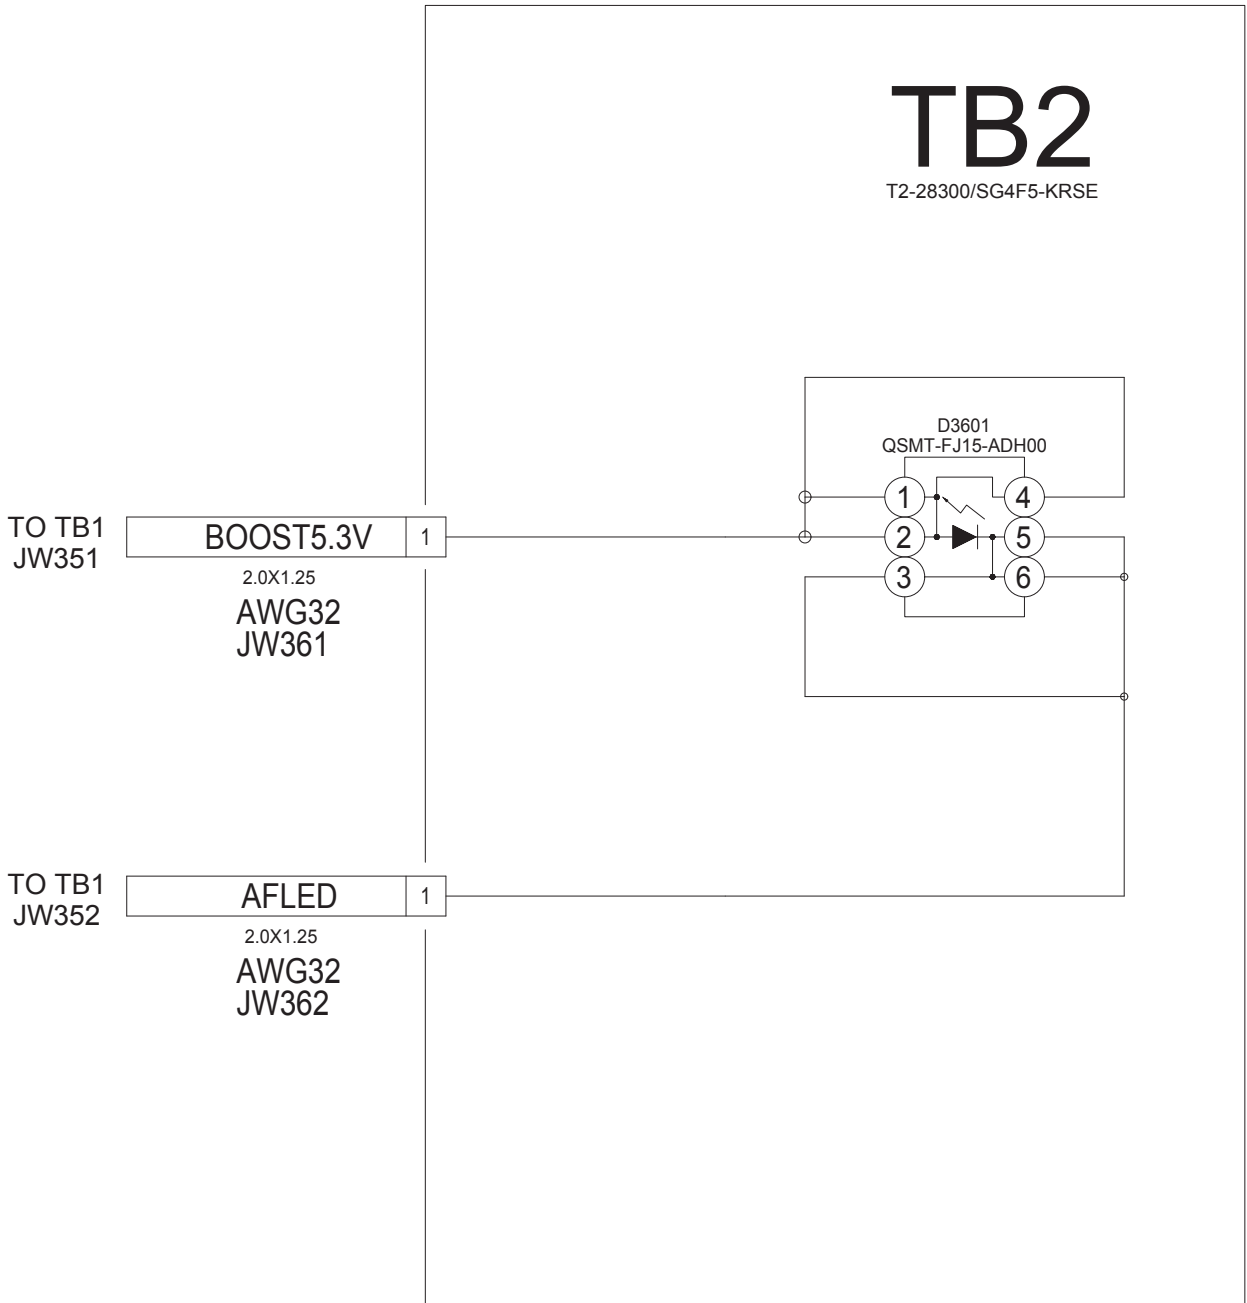 TB2
T2-28300/SG4F5-KRSE
D3601
QSMT-FJ15-ADH00
1
4
2
5
3
6
TO TB1
JW351
BOOST5.3V 1
2.0X1.25
AWG32
JW361
TO TB1
JW352
AFLED 1
2.0X1.25
AWG32
JW362